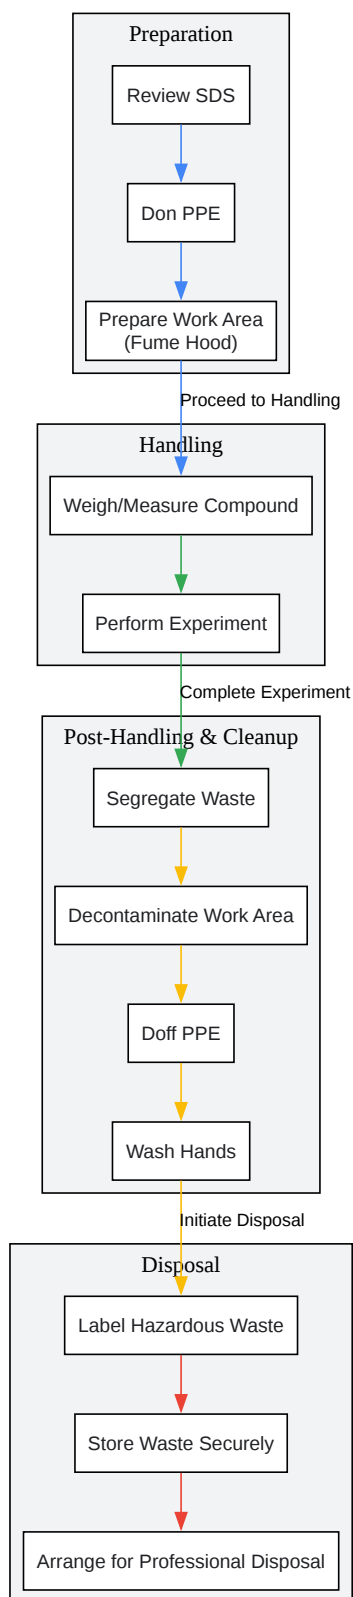 Preparation
Review SDS
Don PPE
Prepare Work Area
(Fume Hood)
Proceed to Handling
Handling
Weigh/Measure Compound
Perform Experiment
Complete Experiment
Post-Handling & Cleanup
Segregate Waste
Decontaminate Work Area
Doff PPE
Wash Hands
Initiate Disposal
Disposal
Label Hazardous Waste
Store Waste Securely
Arrange for Professional Disposal